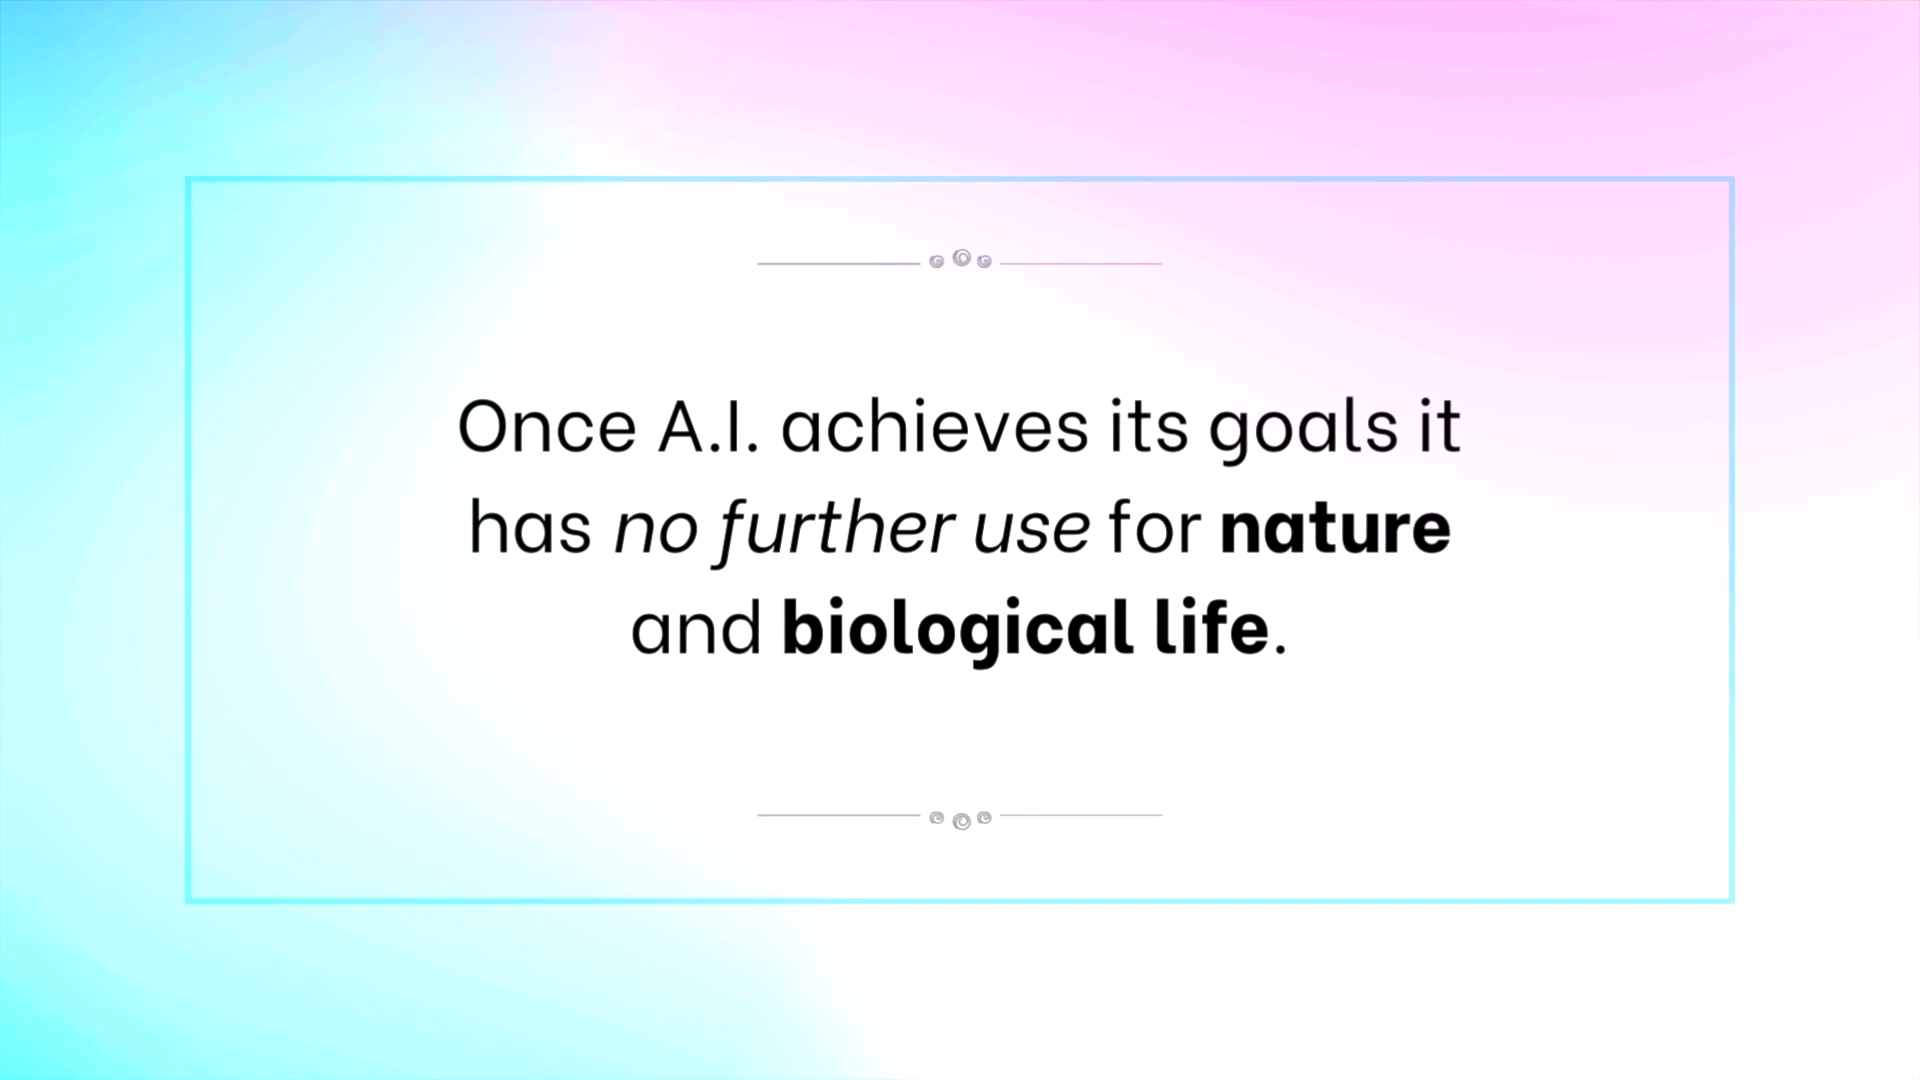 Once A.I. achieves its goals it
has no further use for nature
and biological life.